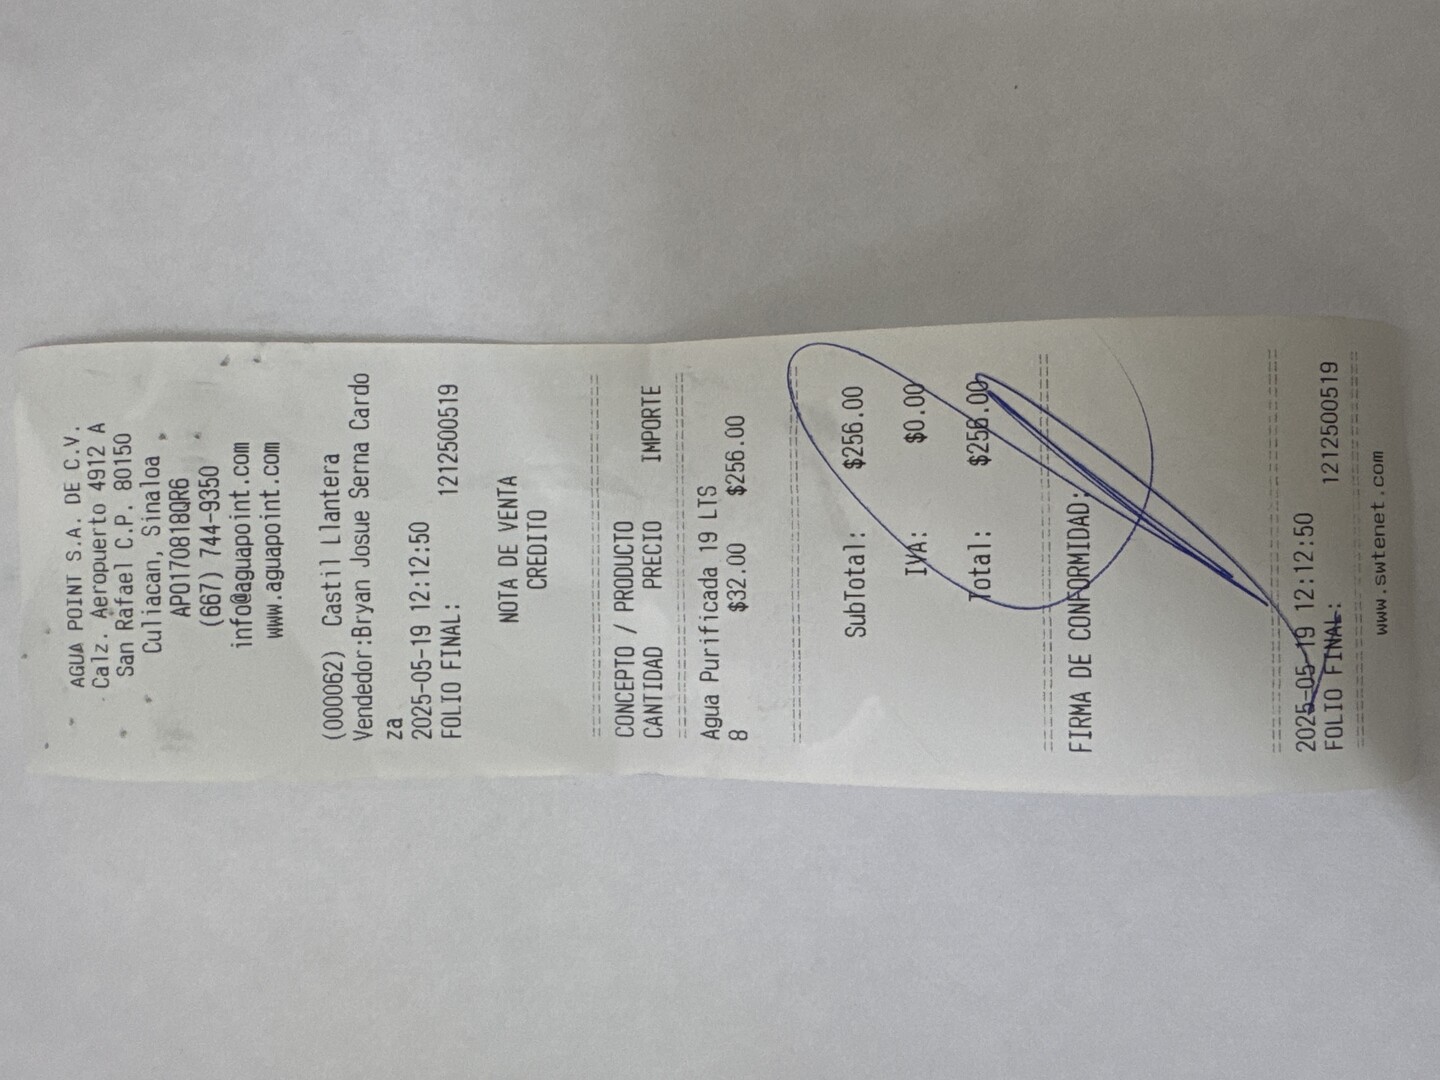 AGUA POINT S.A. DE C.V.
Calz. Aeropuerto 4912 A
San Rafael C.P. 80150
Culiacan, Sinaloa
APO170818QR6
(667) 744-9350
info@aguapoint.com
www.aguapoint.com
(000062) Castil Llantera
Vendedor:Bryan Josue Serna Cardo
za
2025-05-19 12:12:50
FOLIO FINAL: 1212500519
NOTA DE VENTA
CREDITO
CONCEPTO / PRODUCTO
CANTIDAD PRECIO IMPORTE
Agua Purificada 19 LTS
8 $32.00 $256.00
SubTotal: $256.00
IVA: $0.00
Total: $256.00
FIRMA DE CONFORMIDAD:
2025-05-19 12:12:50
FOLIO FINAL: 1212500519
www.swtenet.com